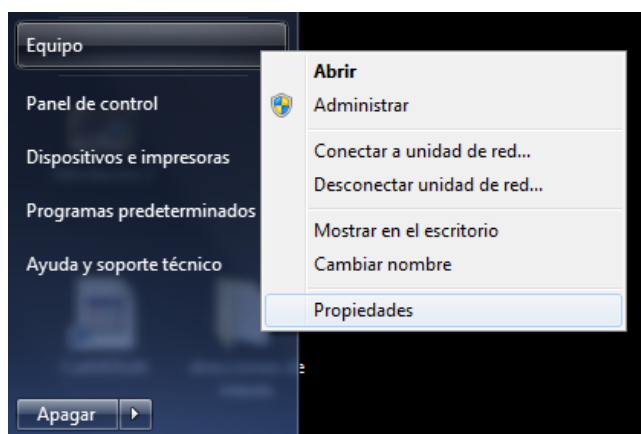 Equipo
Panel de control
Dispositivos e impresoras
Programas predeterminados
Ayuda y soporte técnico
Apagar
Abrir
Administrar
Conectar a unidad de red...
Desconectar unidad de red...
Mostrar en el escritorio
Cambiar nombre
Propiedades